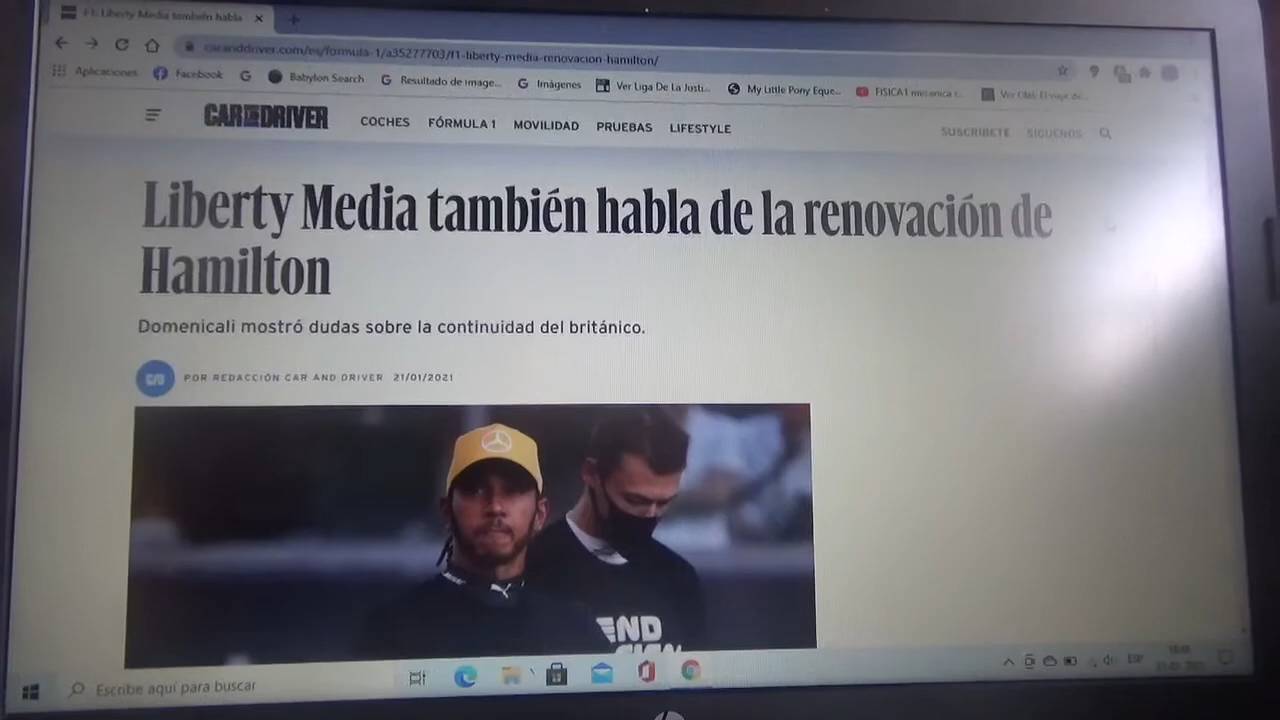 F1: Liberty Media también habla
caranddriver.com/es/formula-1/a35277703/f1-liberty-media-renovacion-hamilton/
Aplicaciones Facebook Babylon Search Resultado de image... Imágenes Ver Liga De La Justi... My Little Pony Eque... FISICA1 mecanica t...
CAR AND DRIVER COCHES FÓRMULA 1 MOVILIDAD PRUEBAS LIFESTYLE SUSCRÍBETE SÍGUENOS
Liberty Media también habla de la renovación de
Hamilton
Domenicali mostró dudas sobre la continuidad del británico.
C/D POR REDACCIÓN CAR AND DRIVER 21/01/2021
END
Escribe aquí para buscar ESP
hp